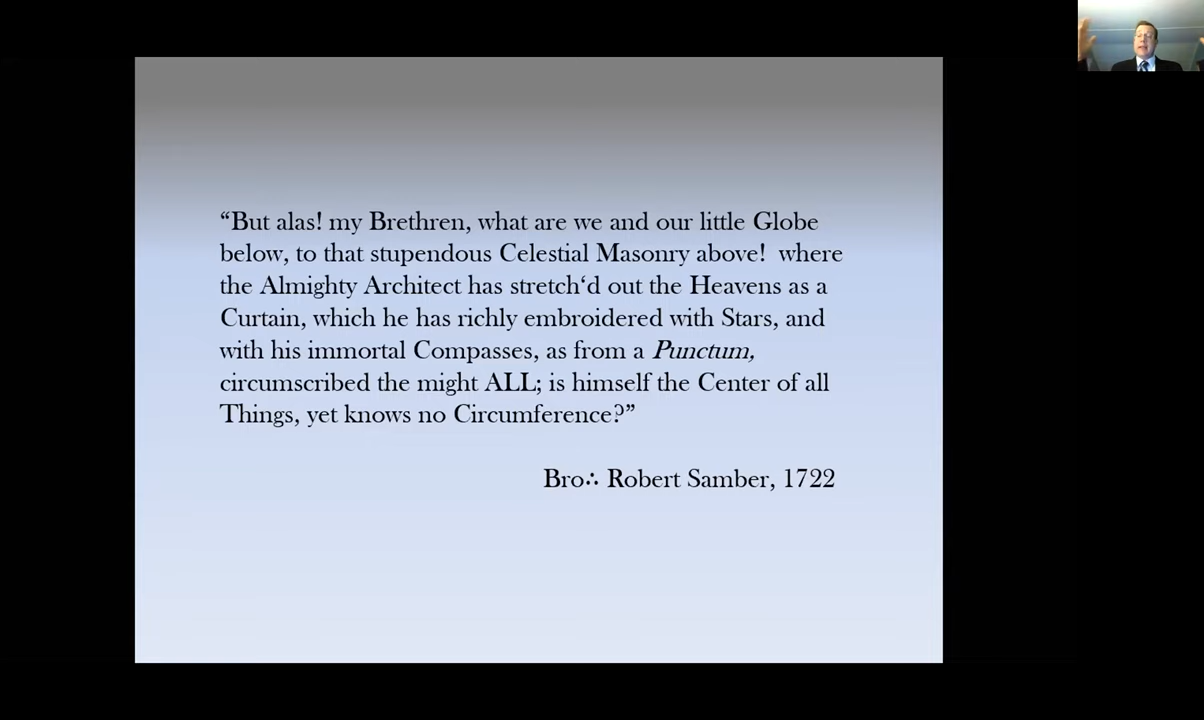 “But alas! my Brethren, what are we and our little Globe
below, to that stupendous Celestial Masonry above!  where
the Almighty Architect has stretch‘d out the Heavens as a
Curtain, which he has richly embroidered with Stars, and
with his immortal Compasses, as from a Punctum,
circumscribed the might ALL; is himself the Center of all
Things, yet knows no Circumference?”
Bro∴ Robert Samber, 1722